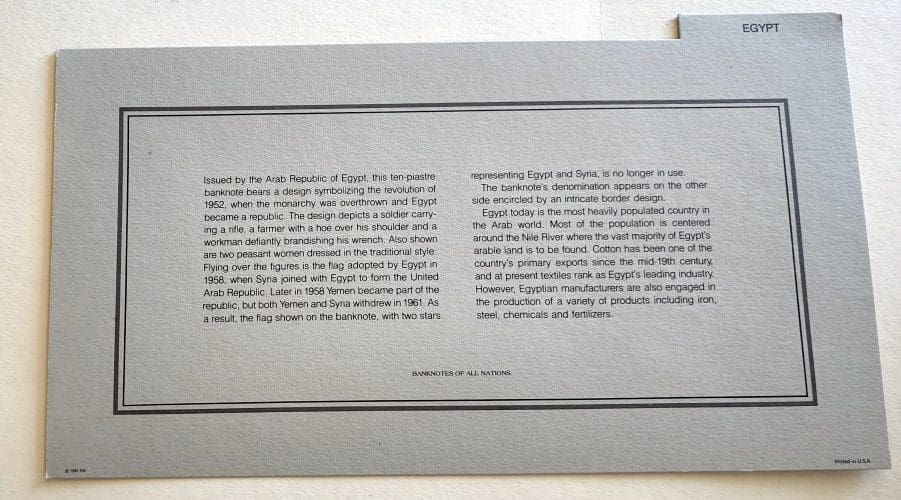 EGYPT
Issued by the Arab Republic of Egypt, this ten-piastre
banknote bears a design symbolizing the revolution of
1952, when the monarchy was overthrown and Egypt
became a republic. The design depicts a soldier carry-
ing a rifle, a farmer with a hoe over his shoulder and a
workman defiantly brandishing his wrench. Also shown
are two peasant women dressed in the traditional style.
Flying over the figures is the flag adopted by Egypt in
1958, when Syria joined with Egypt to form the United
Arab Republic. Later in 1958 Yemen became part of the
republic, but both Yemen and Syria withdrew in 1961. As
a result, the flag shown on the banknote, with two stars
representing Egypt and Syria, is no longer in use.
The banknote's denomination appears on the other
side encircled by an intricate border design.
Egypt today is the most heavily populated country in
the Arab world. Most of the population is centered
around the Nile River where the vast majority of Egypt's
arable land is to be found. Cotton has been one of the
country's primary exports since the mid-19th century,
and at present textiles rank as Egypt's leading industry.
However, Egyptian manufacturers are also engaged in
the production of a variety of products including iron,
steel, chemicals and fertilizers.
BANKNOTES OF ALL NATIONS
©
Printed in U.S.A.